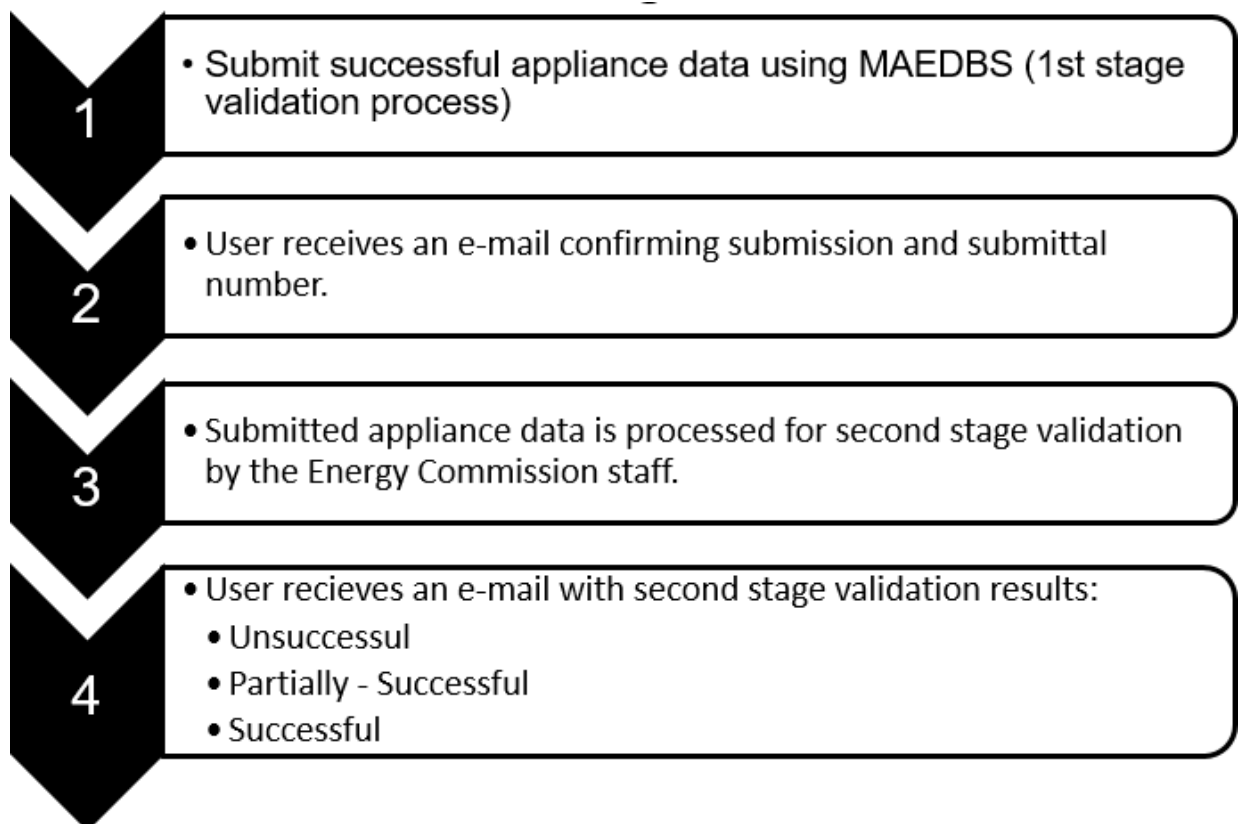 1
• Submit successful appliance data using MAEDBS (1st stage
validation process)
2
• User receives an e-mail confirming submission and submittal
number.
3
• Submitted appliance data is processed for second stage validation
by the Energy Commission staff.
4
• User recieves an e-mail with second stage validation results:
• Unsuccessul
• Partially - Successful
• Successful